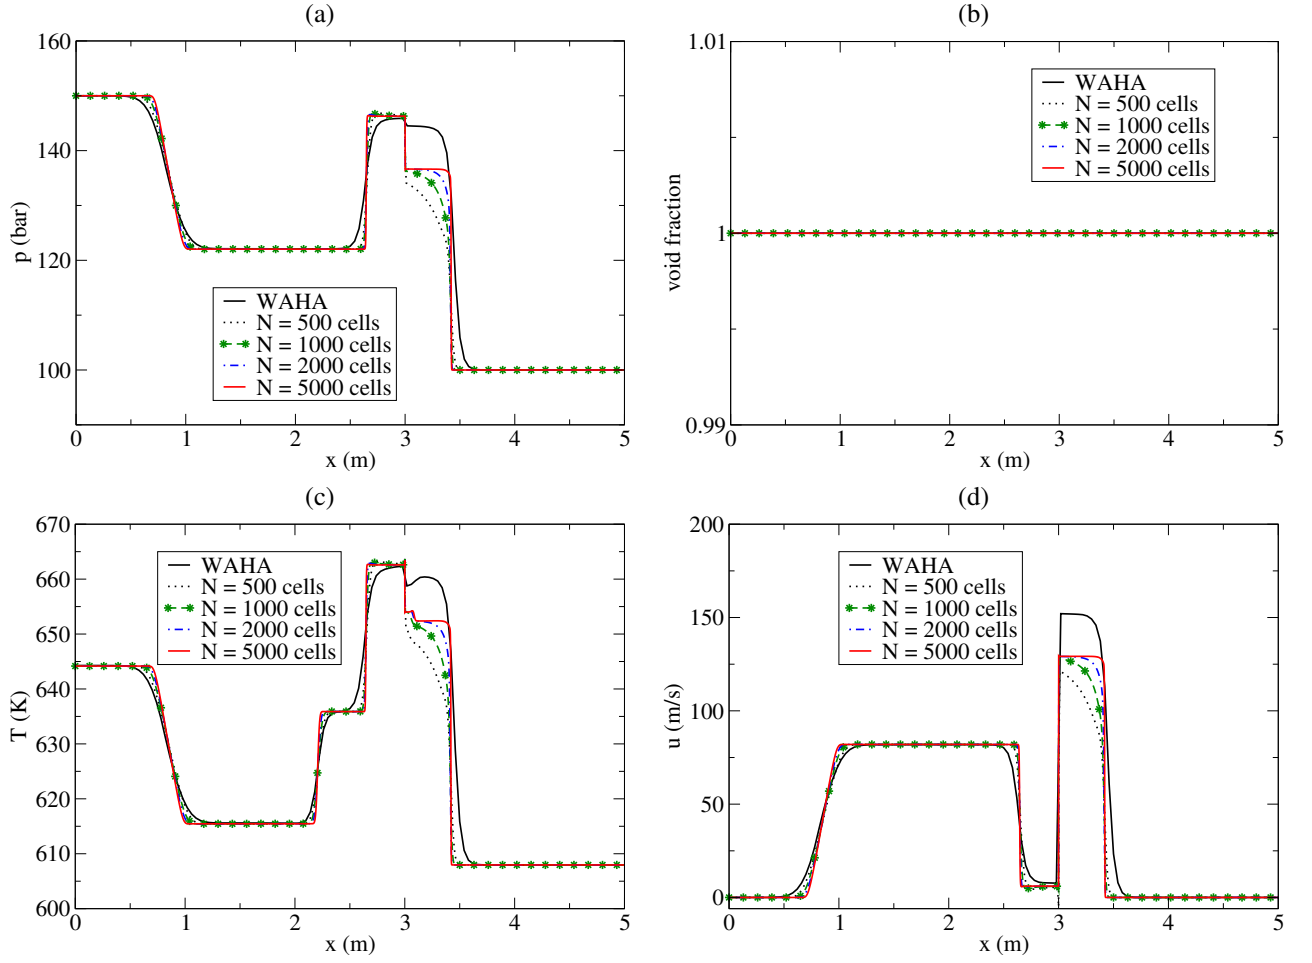 (a)
160
140
120
100
p (bar)
WAHA
N = 500 cells
N = 1000 cells
N = 2000 cells
N = 5000 cells
0 1 2 3 4 5
x (m)
(b)
1.01
1
0.99
void fraction
WAHA
N = 500 cells
N = 1000 cells
N = 2000 cells
N = 5000 cells
0 1 2 3 4 5
x (m)
(c)
670
660
650
640
630
620
610
600
T (K)
WAHA
N = 500 cells
N = 1000 cells
N = 2000 cells
N = 5000 cells
0 1 2 3 4 5
x (m)
(d)
200
150
100
50
0
u (m/s)
WAHA
N = 500 cells
N = 1000 cells
N = 2000 cells
N = 5000 cells
0 1 2 3 4 5
x (m)